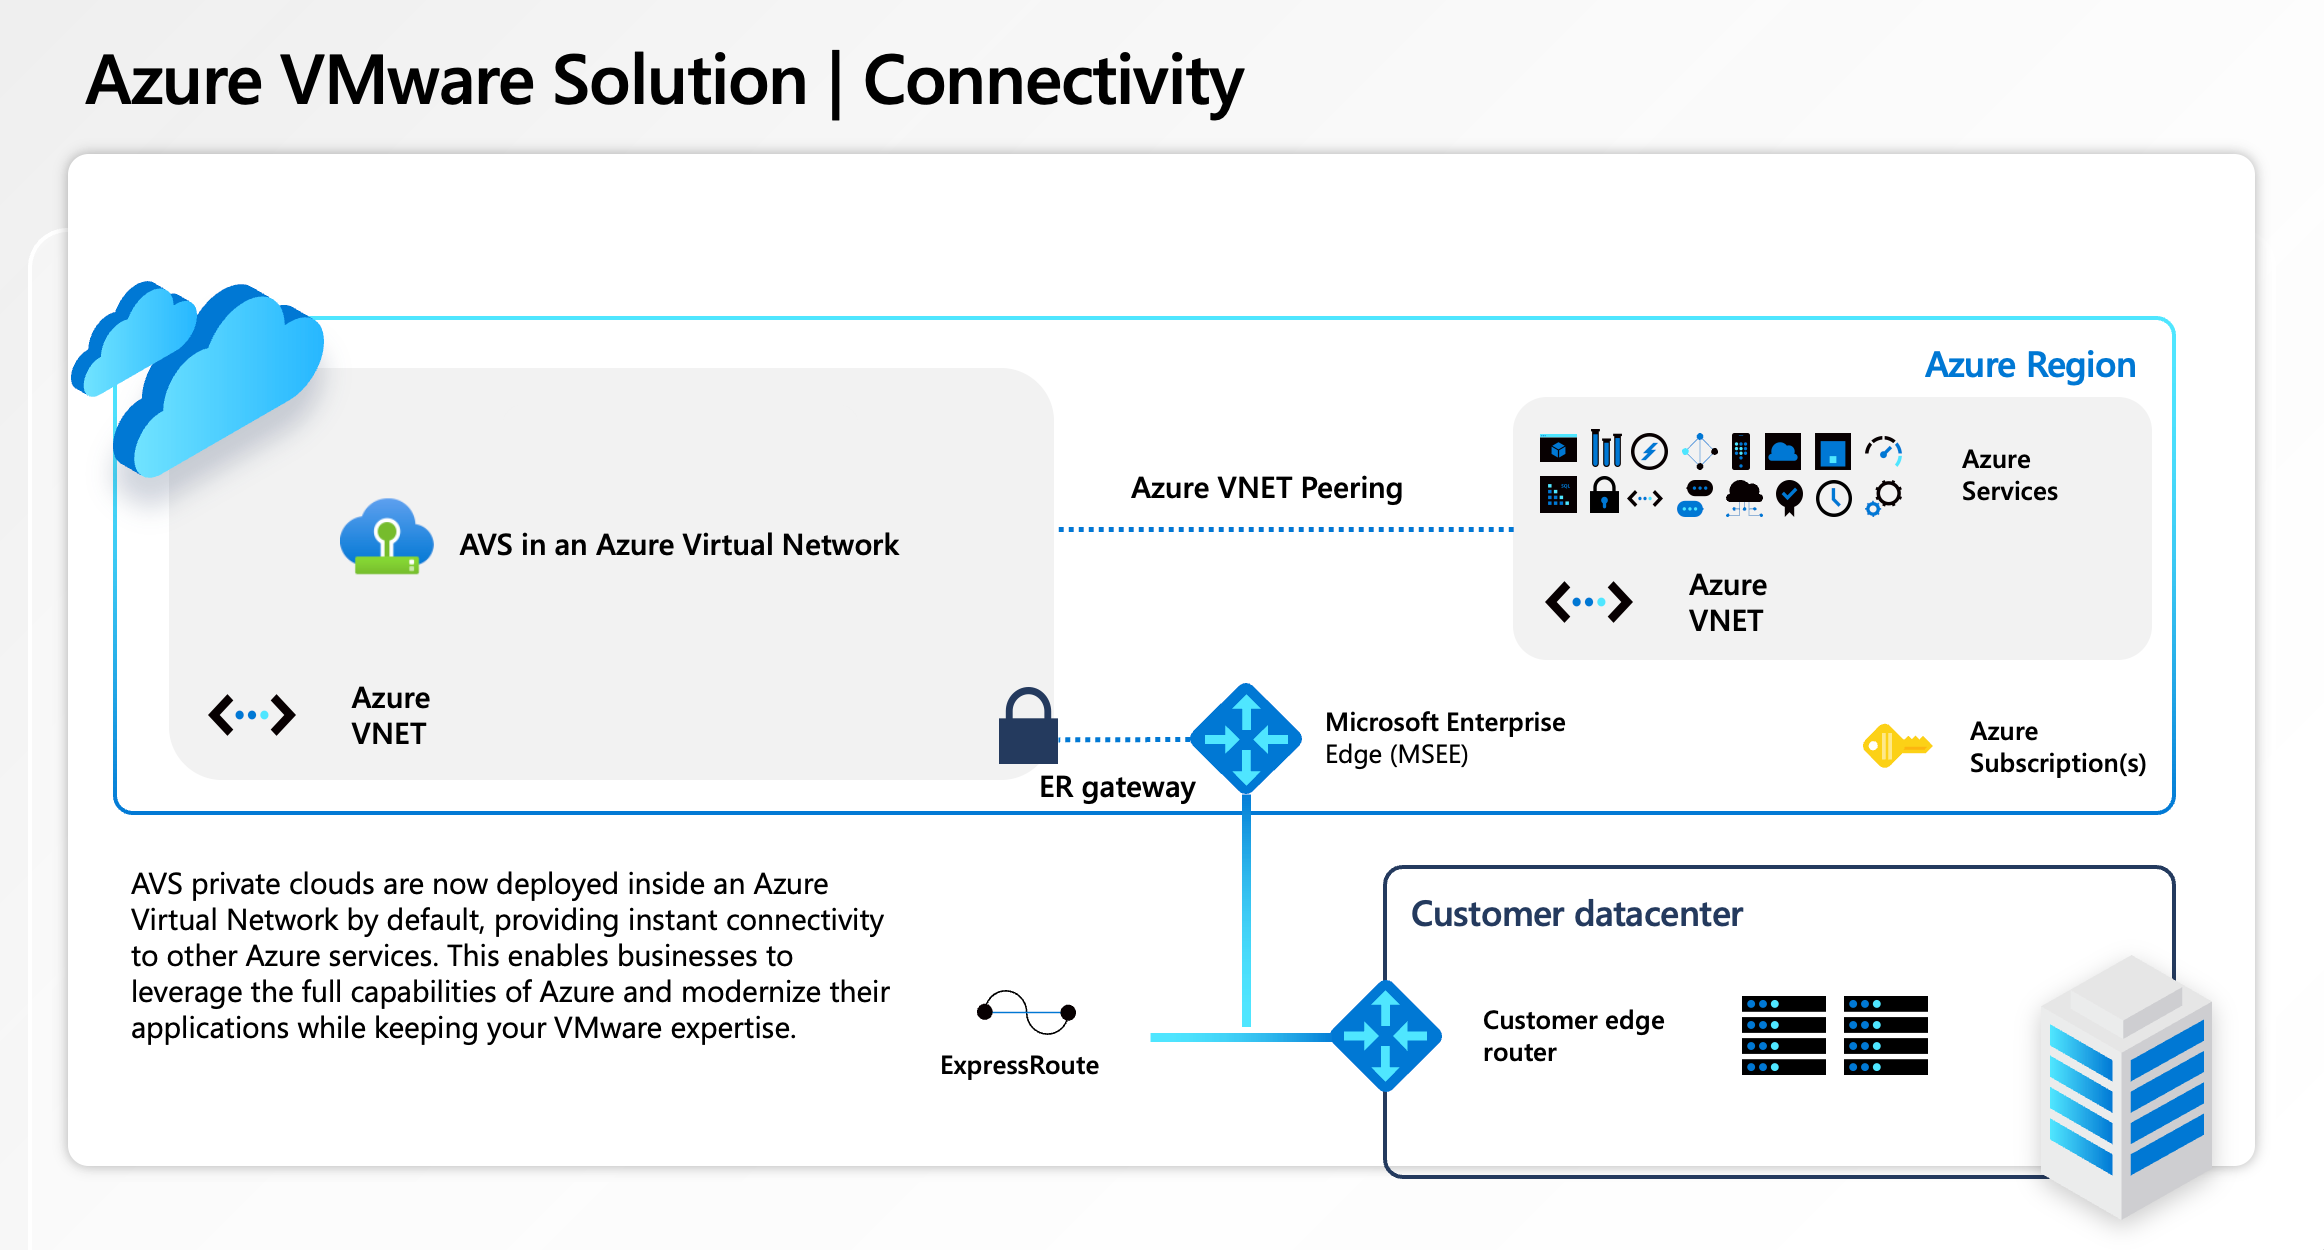 Azure VMware Solution | Connectivity
Azure Region
Azure
Services
Azure VNET Peering
AVS in an Azure Virtual Network
Azure
VNET
Azure
VNET
Microsoft Enterprise
Edge (MSEE)
Azure
Subscription(s)
ER gateway
AVS private clouds are now deployed inside an Azure
Virtual Network by default, providing instant connectivity
to other Azure services. This enables businesses to
leverage the full capabilities of Azure and modernize their
applications while keeping your VMware expertise.
Customer datacenter
ExpressRoute
Customer edge
router